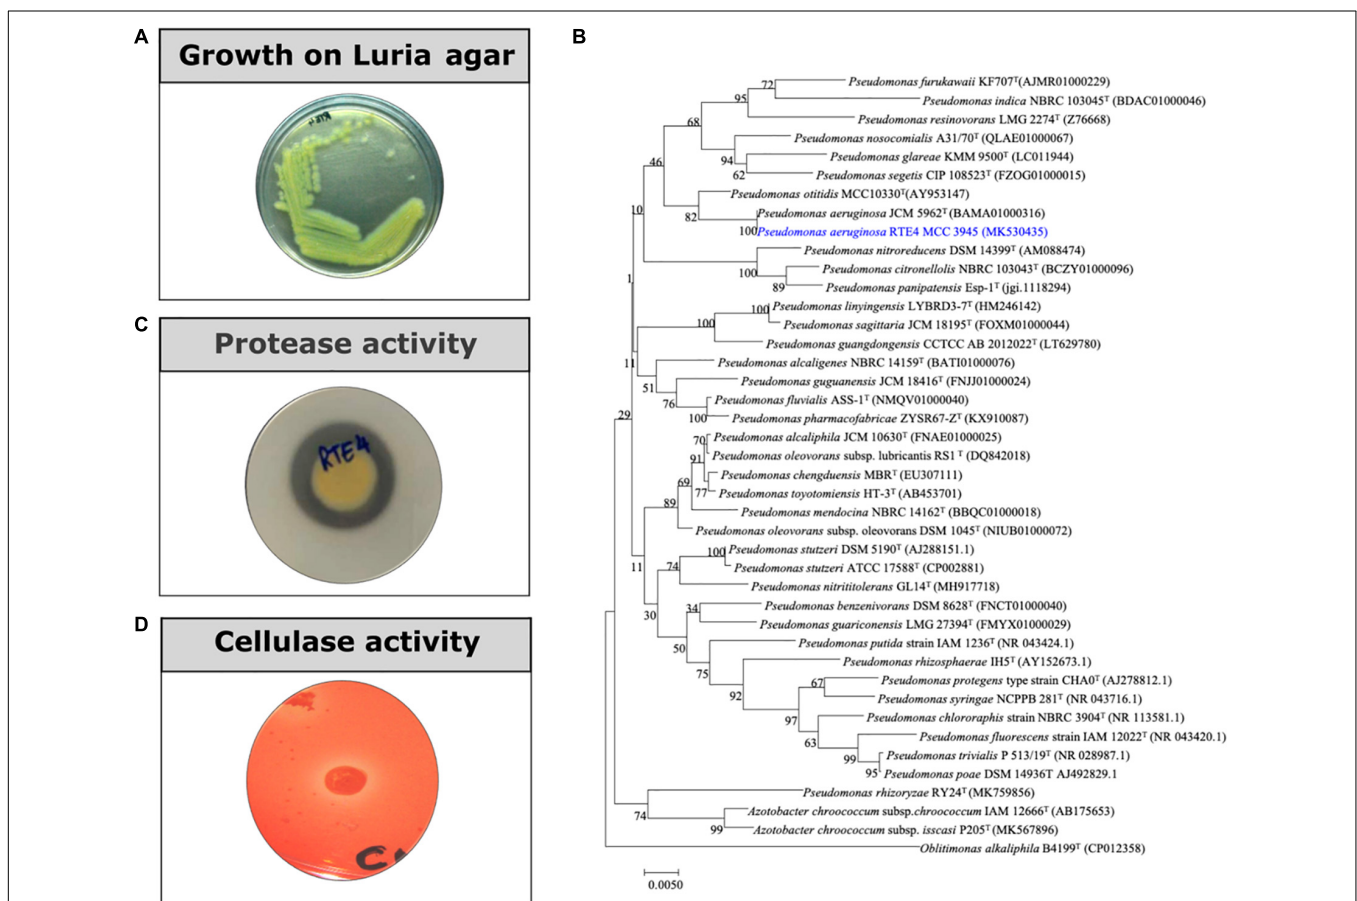 A
Growth on Luria agar
RTE4
C
Protease activity
RTE4
D
Cellulase activity
B
Pseudomonas furukawaii KF707ᵀ(AJMR01000229)
Pseudomonas indica NBRC 103045ᵀ (BDAC01000046)
Pseudomonas resinovorans LMG 2274ᵀ (Z76668)
Pseudomonas nosocomialis A31/70ᵀ (QLAE01000067)
Pseudomonas glareae KMM 9500ᵀ (LC011944)
Pseudomonas segetis CIP 108523ᵀ (FZOG01000015)
Pseudomonas otitidis MCC10330ᵀ(AY953147)
Pseudomonas aeruginosa JCM 5962ᵀ (BAMA01000316)
Pseudomonas aeruginosa RTE4 MCC 3945 (MK530435)
Pseudomonas nitroreducens DSM 14399ᵀ (AM088474)
Pseudomonas citronellolis NBRC 103043ᵀ (BCZY01000096)
Pseudomonas panipatensis Esp-1ᵀ (jgi.1118294)
Pseudomonas linyingensis LYBRD3-7ᵀ (HM246142)
Pseudomonas sagittaria JCM 18195ᵀ (FOXM01000044)
Pseudomonas guangdongensis CCTCC AB 2012022ᵀ (LT629780)
Pseudomonas alcaligenes NBRC 14159ᵀ (BATI01000076)
Pseudomonas guguanensis JCM 18416ᵀ (FNJJ01000024)
Pseudomonas fluvialis ASS-1ᵀ (NMQV01000040)
Pseudomonas pharmacofabricae ZYSR67-Zᵀ (KX910087)
Pseudomonas alcaliphila JCM 10630ᵀ (FNAE01000025)
Pseudomonas oleovorans subsp. lubricantis RS1 ᵀ (DQ842018)
Pseudomonas chengduensis MBRᵀ (EU307111)
Pseudomonas toyotomiensis HT-3ᵀ (AB453701)
Pseudomonas mendocina NBRC 14162ᵀ (BBQC01000018)
Pseudomonas oleovorans subsp. oleovorans DSM 1045ᵀ (NIUB01000072)
Pseudomonas stutzeri DSM 5190ᵀ (AJ288151.1)
Pseudomonas stutzeri ATCC 17588ᵀ (CP002881)
Pseudomonas nitrititolerans GL14ᵀ (MH917718)
Pseudomonas benzenivorans DSM 8628ᵀ (FNCT01000040)
Pseudomonas guariconensis LMG 27394ᵀ (FMYX01000029)
Pseudomonas putida strain IAM 1236ᵀ (NR 043424.1)
Pseudomonas rhizosphaerae IH5ᵀ (AY152673.1)
Pseudomonas protegens type strain CHA0ᵀ (AJ278812.1)
Pseudomonas syringae NCPPB 281ᵀ (NR 043716.1)
Pseudomonas chlororaphis strain NBRC 3904ᵀ (NR 113581.1)
Pseudomonas fluorescens strain IAM 12022ᵀ (NR 043420.1)
Pseudomonas trivialis P 513/19ᵀ (NR 028987.1)
Pseudomonas poae DSM 14936T AJ492829.1
Pseudomonas rhizoryzae RY24ᵀ (MK759856)
Azotobacter chroococcum subsp.chroococcum IAM 12666ᵀ (AB175653)
Azotobacter chroococcum subsp. isscasi P205ᵀ (MK567896)
Oblitimonas alkaliphila B4199ᵀ (CP012358)
72
95
68
94
62
46
82
100
10
100
89
1
100
100
11
51
76
100
29
70
91
77
69
89
11
100
74
30
34
50
75
92
67
97
63
99
95
74
99
0.0050